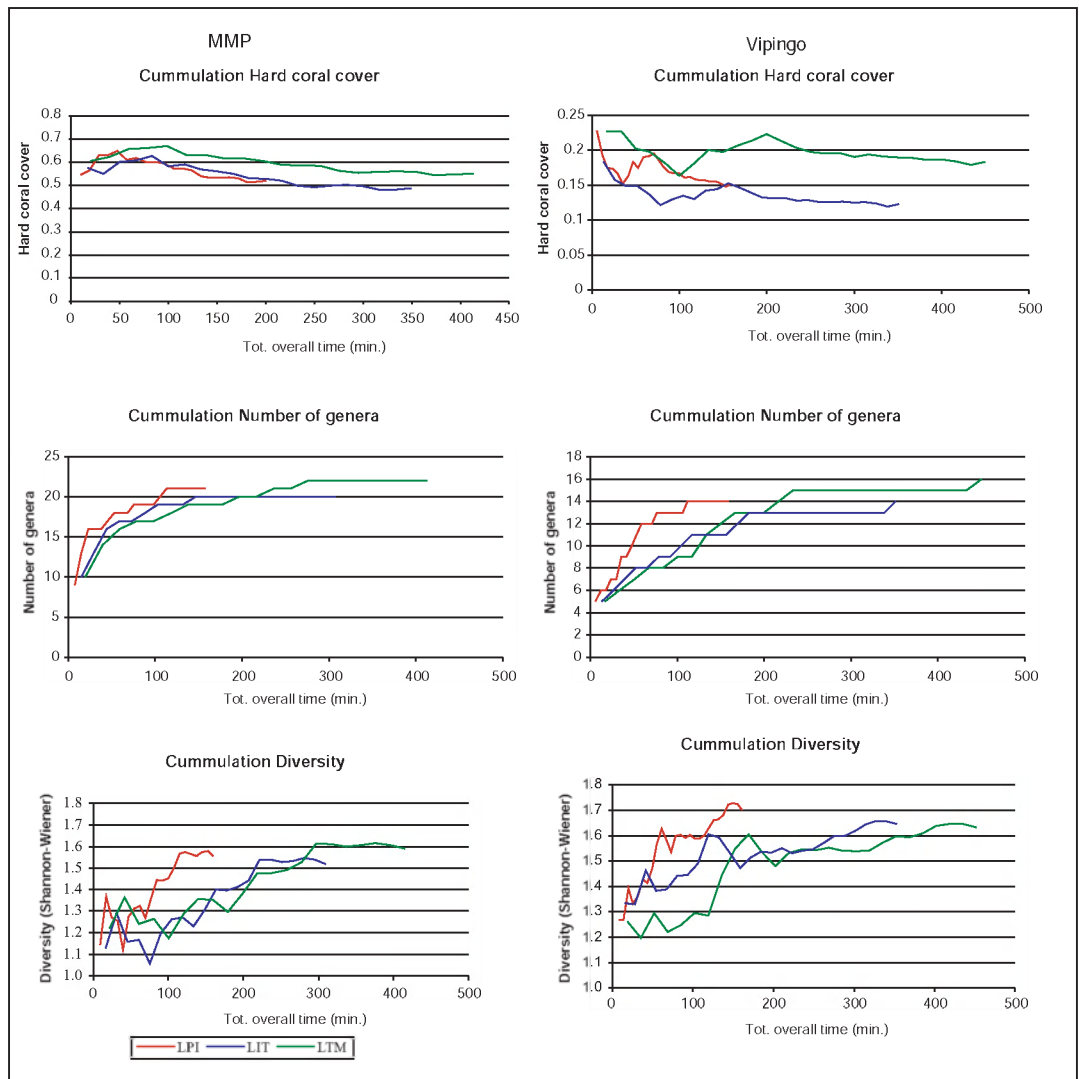 MMP
Vipingo
Cummulation Hard coral cover
Cummulation Hard coral cover
Hard coral cover
0.8
0.7
0.6
0.5
0.4
0.3
0.2
0.1
0
0 50 100 150 200 250 300 350 400 450
Tot. overall time (min.)
Hard coral cover
0.25
0.2
0.15
0.1
0.05
0
0 100 200 300 400 500
Tot. overall time (min.)
Cummulation Number of genera
Cummulation Number of genera
Number of genera
25
20
15
10
5
0
0 100 200 300 400 500
Tot. overall time (min.)
Number of genera
18
16
14
12
10
8
6
4
2
0
0 100 200 300 400 500
Tot. overall time (min.)
Cummulation Diversity
Cummulation Diversity
Diversity (Shannon-Wiener)
1.8
1.7
1.6
1.5
1.4
1.3
1.2
1.1
1.0
0 100 200 300 400 500
Tot. overall time (min.)
Diversity (Shannon-Wiener)
1.8
1.7
1.6
1.5
1.4
1.3
1.2
1.1
1.0
0 100 200 300 400 500
Tot. overall time (min.)
LPI LIT LTM